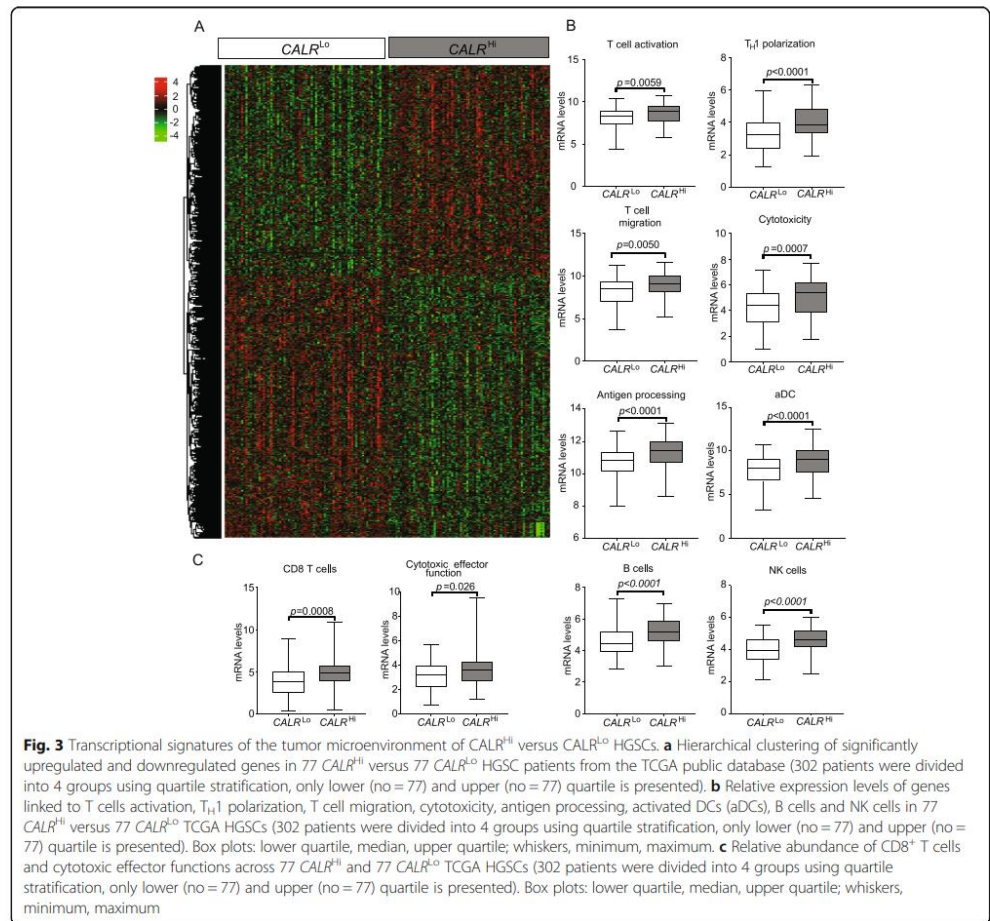 A
CALR^Lo
CALR^Hi
4
2
0
-2
-4
B
T cell activation
p=0.0059
mRNA levels
15
10
5
0
CALR^Lo CALR^Hi
T_H1 polarization
p<0.0001
mRNA levels
8
6
4
2
0
CALR^Lo CALR^Hi
T cell
migration
p=0.0050
mRNA levels
15
10
5
0
CALR^Lo CALR^Hi
Cytotoxicity
p=0.0007
mRNA levels
10
8
6
4
2
0
CALR^Lo CALR^Hi
Antigen processing
p<0.0001
mRNA levels
14
12
10
8
6
CALR^Lo CALR^Hi
aDC
p<0.0001
mRNA levels
15
10
5
0
CALR^Lo CALR^Hi
B cells
p<0.0001
mRNA levels
8
6
4
2
0
CALR^Lo CALR^Hi
NK cells
p<0.0001
mRNA levels
8
6
4
2
0
CALR^Lo CALR^Hi
C
CD8 T cells
p=0.0008
mRNA levels
15
10
5
0
CALR^Lo CALR^Hi
Cytotoxic effector
function
p=0.026
mRNA levels
10
8
6
4
2
0
CALR^Lo CALR^Hi
Fig. 3 Transcriptional signatures of the tumor microenvironment of CALR^Hi versus CALR^Lo HGSCs. a Hierarchical clustering of significantly
upregulated and downregulated genes in 77 CALR^Hi versus 77 CALR^Lo HGSC patients from the TCGA public database (302 patients were divided
into 4 groups using quartile stratification, only lower (no = 77) and upper (no = 77) quartile is presented). b Relative expression levels of genes
linked to T cells activation, T_H1 polarization, T cell migration, cytotoxicity, antigen processing, activated DCs (aDCs), B cells and NK cells in 77
CALR^Hi versus 77 CALR^Lo TCGA HGSCs (302 patients were divided into 4 groups using quartile stratification, only lower (no = 77) and upper (no =
77) quartile is presented). Box plots: lower quartile, median, upper quartile; whiskers, minimum, maximum. c Relative abundance of CD8+ T cells
and cytotoxic effector functions across 77 CALR^Hi and 77 CALR^Lo TCGA HGSCs (302 patients were divided into 4 groups using quartile
stratification, only lower (no = 77) and upper (no = 77) quartile is presented). Box plots: lower quartile, median, upper quartile; whiskers,
minimum, maximum